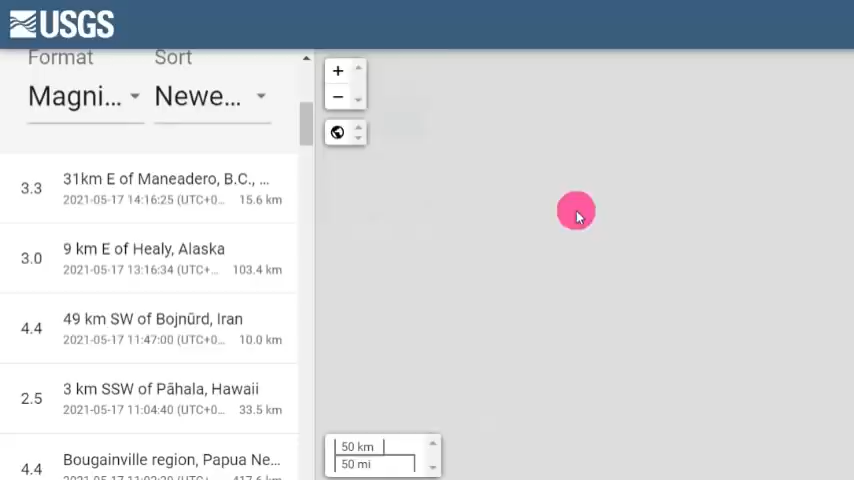 USGS
Format Sort
Magni... Newe...
3.3 31km E of Maneadero, B.C., ...
2021-05-17 14:16:25 (UTC+0... 15.6 km
3.0 9 km E of Healy, Alaska
2021-05-17 13:16:34 (UTC+... 103.4 km
4.4 49 km SW of Bojnūrd, Iran
2021-05-17 11:47:00 (UTC+0... 10.0 km
2.5 3 km SSW of Pāhala, Hawaii
2021-05-17 11:04:40 (UTC+0... 33.5 km
4.4 Bougainville region, Papua Ne...
+
−
50 km
50 mi